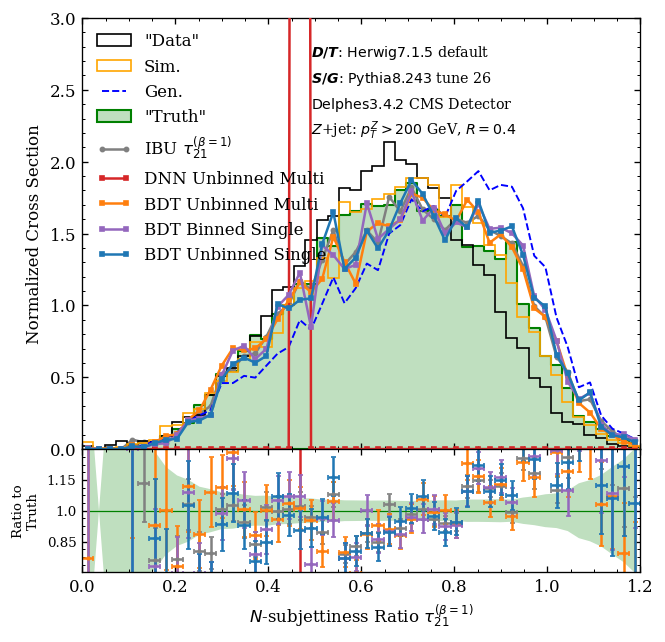 3.0
2.5
2.0
1.5
1.0
0.5
0.0
Normalized Cross Section
"Data"
Sim.
Gen.
"Truth"
IBU τ₂₁^(β=1)
DNN Unbinned Multi
BDT Unbinned Multi
BDT Binned Single
BDT Unbinned Single
D/T: Herwig7.1.5 default
S/G: Pythia8.243 tune 26
Delphes3.4.2 CMS Detector
Z+jet: p_T^Z > 200 GeV, R = 0.4
1.15
1.0
0.85
Ratio to
Truth
0.0 0.2 0.4 0.6 0.8 1.0 1.2
N-subjettiness Ratio τ₂₁^(β=1)